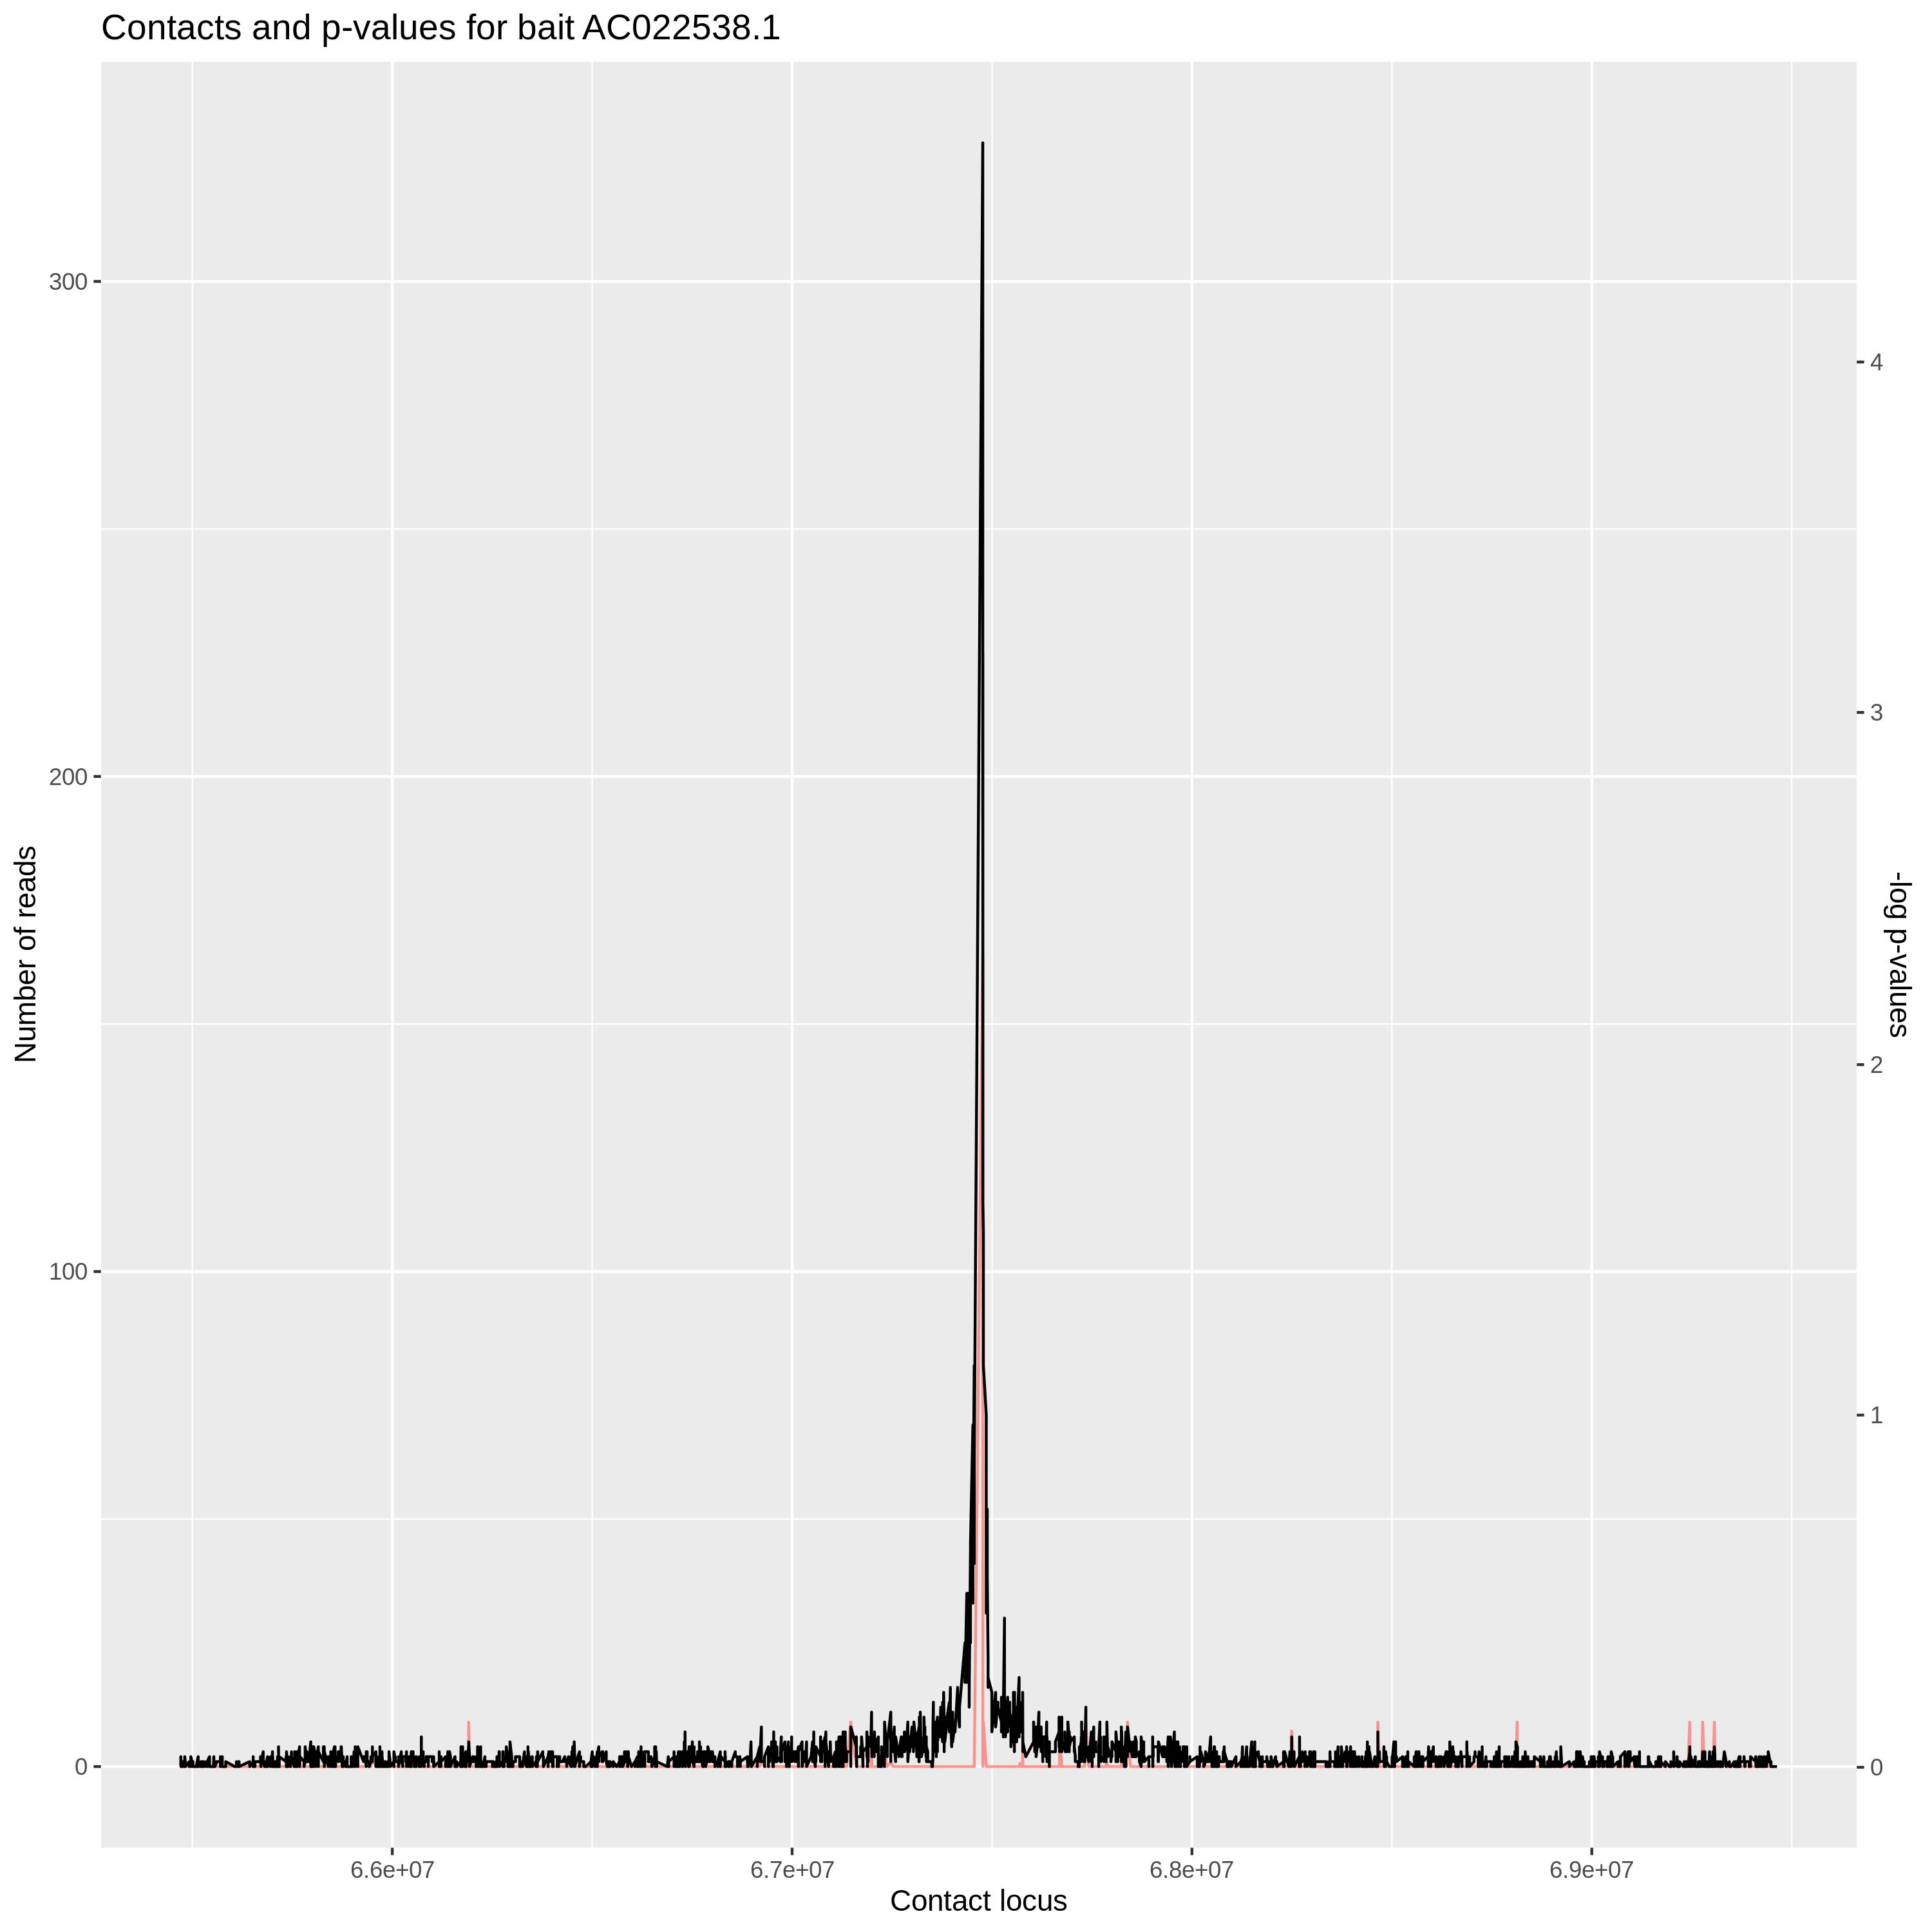 Contacts and p-values for bait AC022538.1
300
200
100
0
Number of reads
4
3
2
1
0
-log p-values
6.6e+07
6.7e+07
6.8e+07
6.9e+07
Contact locus